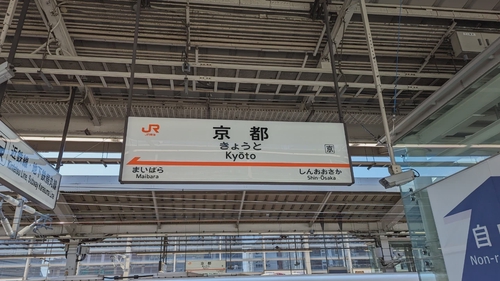 JR
京都
きょうと
Kyōto
京
まいばら
Maibara
しんおおさか
Shin-Ōsaka
自
Non-r